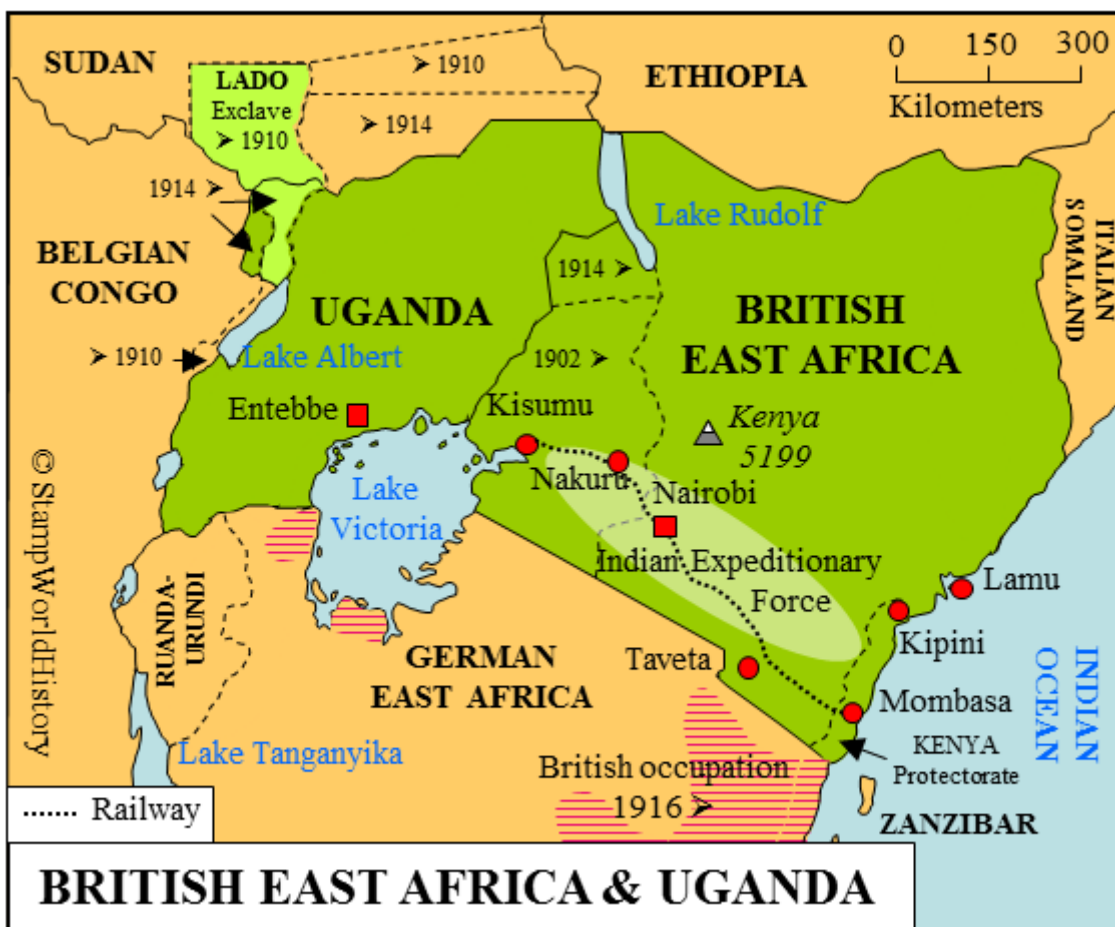 SUDAN
LADO
Exclave
➢ 1910
➢ 1910
➢ 1914
ETHIOPIA
0 150 300
Kilometers
1914 ➢
BELGIAN
CONGO
➢ 1910
Lake Albert
UGANDA
Entebbe
Lake Rudolf
1914 ➢
1902 ➢
BRITISH
EAST AFRICA
ITALIAN
SOMALAND
Kisumu
Kenya
5199
Nakuru
Nairobi
Lake
Victoria
Indian Expeditionary
Force
Lamu
Kipini
Taveta
Mombasa
KENYA
Protectorate
INDIAN
OCEAN
© StampWorldHistory
RUANDA-
URUNDI
GERMAN
EAST AFRICA
Lake Tanganyika
British occupation
1916 ➢
ZANZIBAR
Railway
BRITISH EAST AFRICA & UGANDA